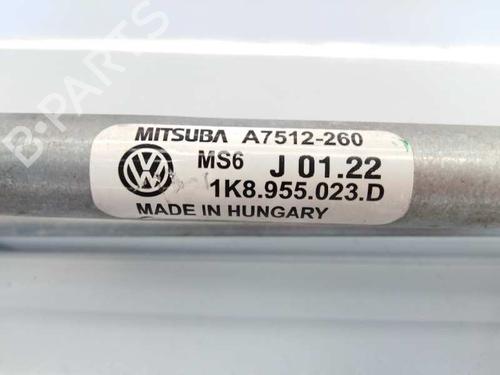 B-PARTS
MITSUBA A7512-260
MS6 J 01.22
1K8.955.023.D
MADE IN HUNGARY